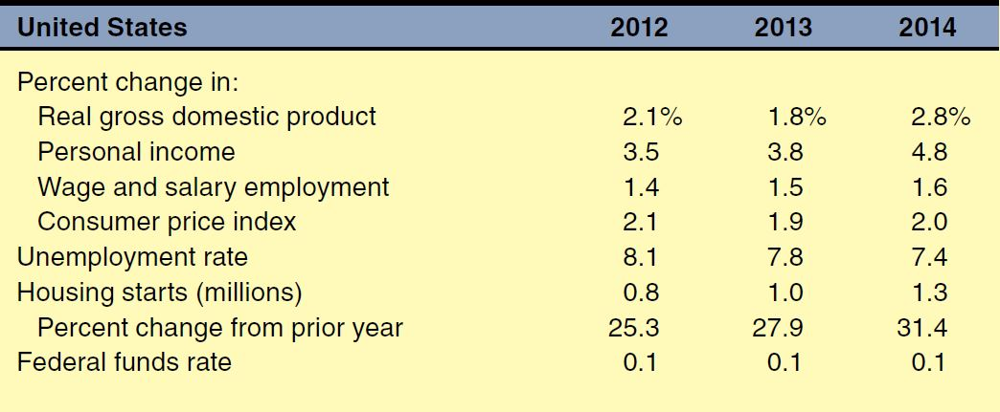 United States 2012 2013 2014
Percent change in:
Real gross domestic product 2.1% 1.8% 2.8%
Personal income 3.5 3.8 4.8
Wage and salary employment 1.4 1.5 1.6
Consumer price index 2.1 1.9 2.0
Unemployment rate 8.1 7.8 7.4
Housing starts (millions) 0.8 1.0 1.3
Percent change from prior year 25.3 27.9 31.4
Federal funds rate 0.1 0.1 0.1